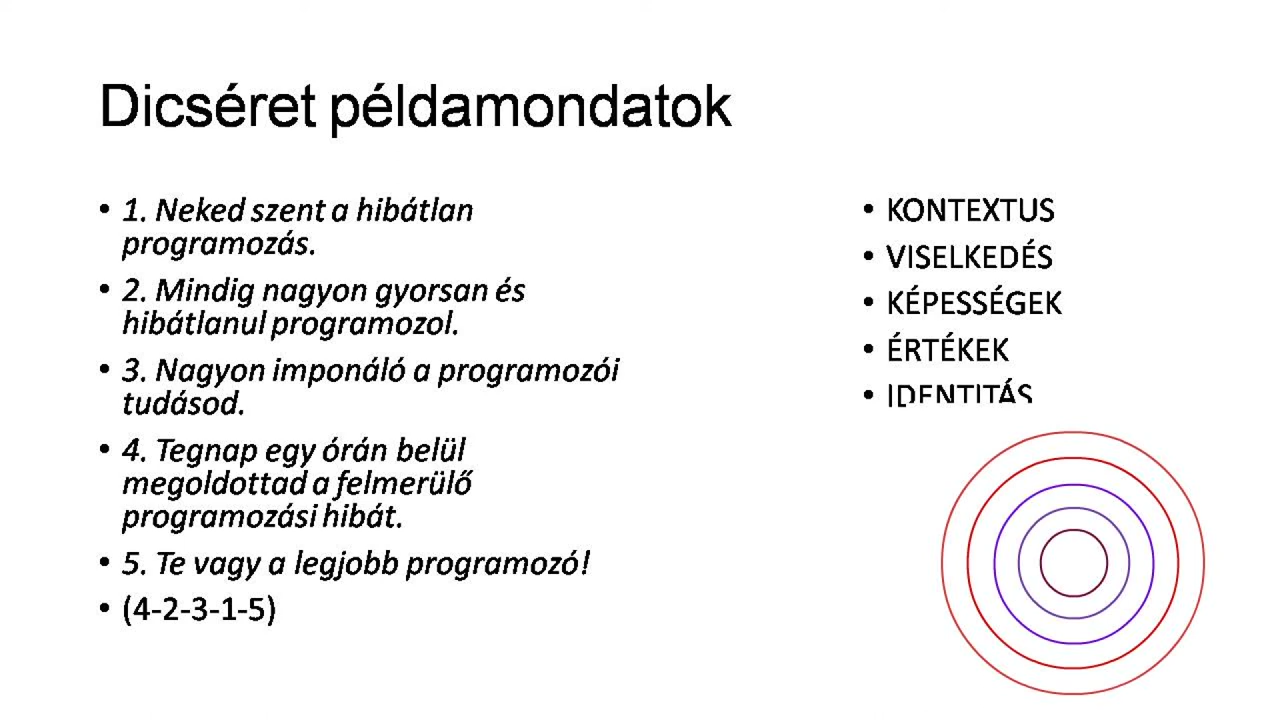 Dicséret példamondatok
• 1. Neked szent a hibátlan
programozás.
• 2. Mindig nagyon gyorsan és
hibátlanul programozol.
• 3. Nagyon imponáló a programozói
tudásod.
• 4. Tegnap egy órán belül
megoldottad a felmerülő
programozási hibát.
• 5. Te vagy a legjobb programozó!
• (4-2-3-1-5)
• KONTEXTUS
• VISELKEDÉS
• KÉPESSÉGEK
• ÉRTÉKEK
• IDENTITÁS